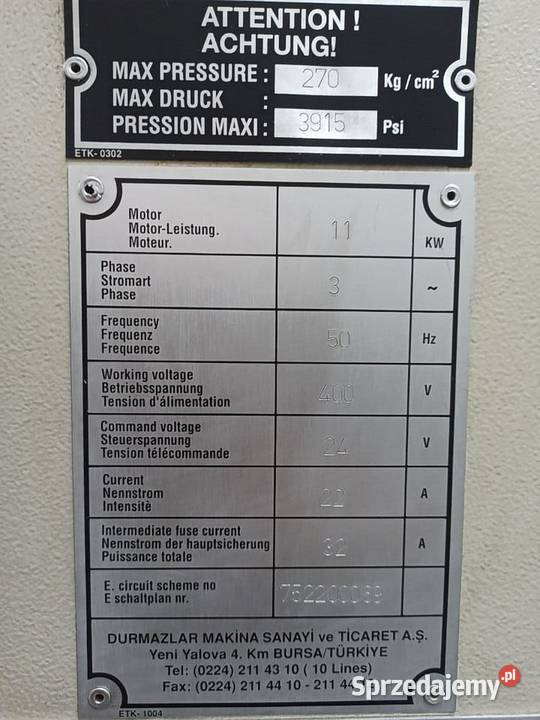 ATTENTION !
ACHTUNG!
MAX PRESSURE : 270 Kg / cm²
MAX DRUCK :
PRESSION MAXI : 3915 Psi
ETK- 0302
Motor
Motor-Leistung. 11 KW
Moteur.
Phase
Stromart 3 ~
Phase
Frequency
Frequenz 50 Hz
Frequence
Working voltage
Betriebsspannung 400 V
Tension d'álimentation
Command voltage
Steuerspannung 24 V
Tension télécommande
Current
Nennstrom 22 A
Intensitè
Intermediate fuse current
Nennstrom der hauptsicherung 32 A
Puissance totale
E. circuit scheme no
E schaltplan nr. 752200069
DURMAZLAR MAKİNA SANAYİ ve TİCARET A.Ş.
Yeni Yalova 4. Km BURSA/TÜRKİYE
Tel: (0224) 211 43 10 ( 10 Lines)
Fax: (0224) 211 44 10 - 211 44
ETK- 1004
Sprzedajemy.pl